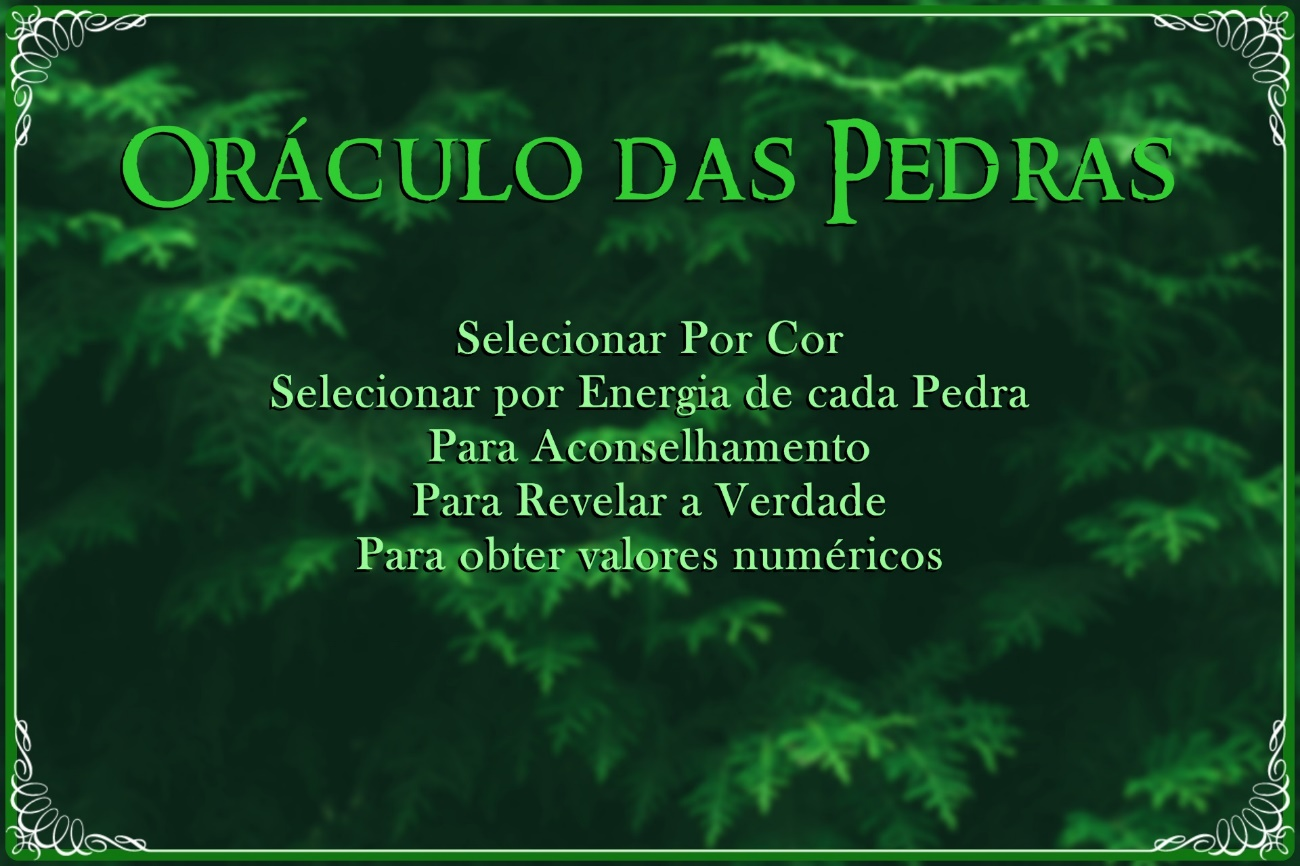 Oráculo das Pedras
Selecionar Por Cor
Selecionar por Energia de cada Pedra
Para Aconselhamento
Para Revelar a Verdade
Para obter valores numéricos